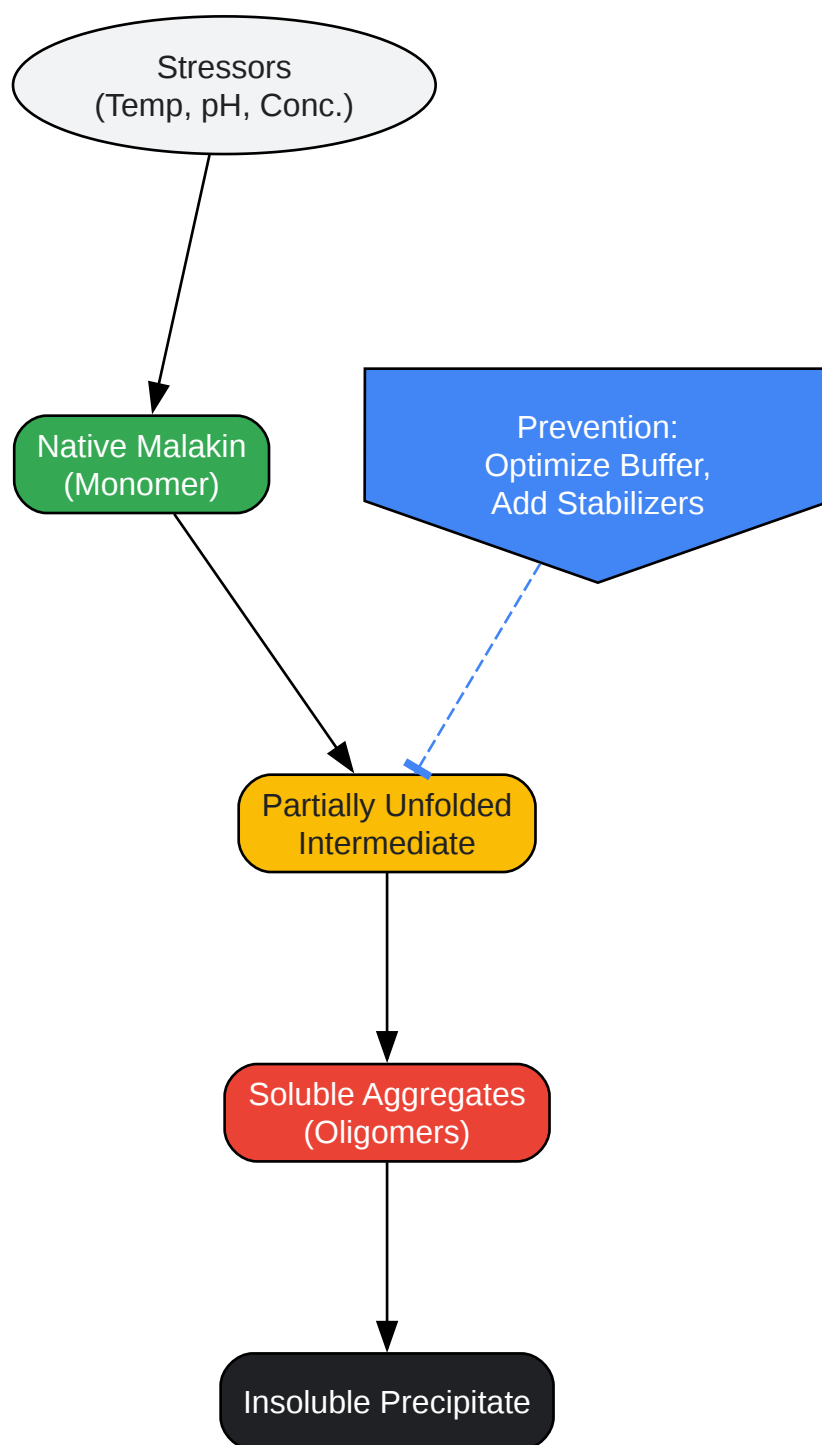 Stressors
(Temp, pH, Conc.)
Native Malakin
(Monomer)
Prevention:
Optimize Buffer,
Add Stabilizers
Partially Unfolded
Intermediate
Soluble Aggregates
(Oligomers)
Insoluble Precipitate